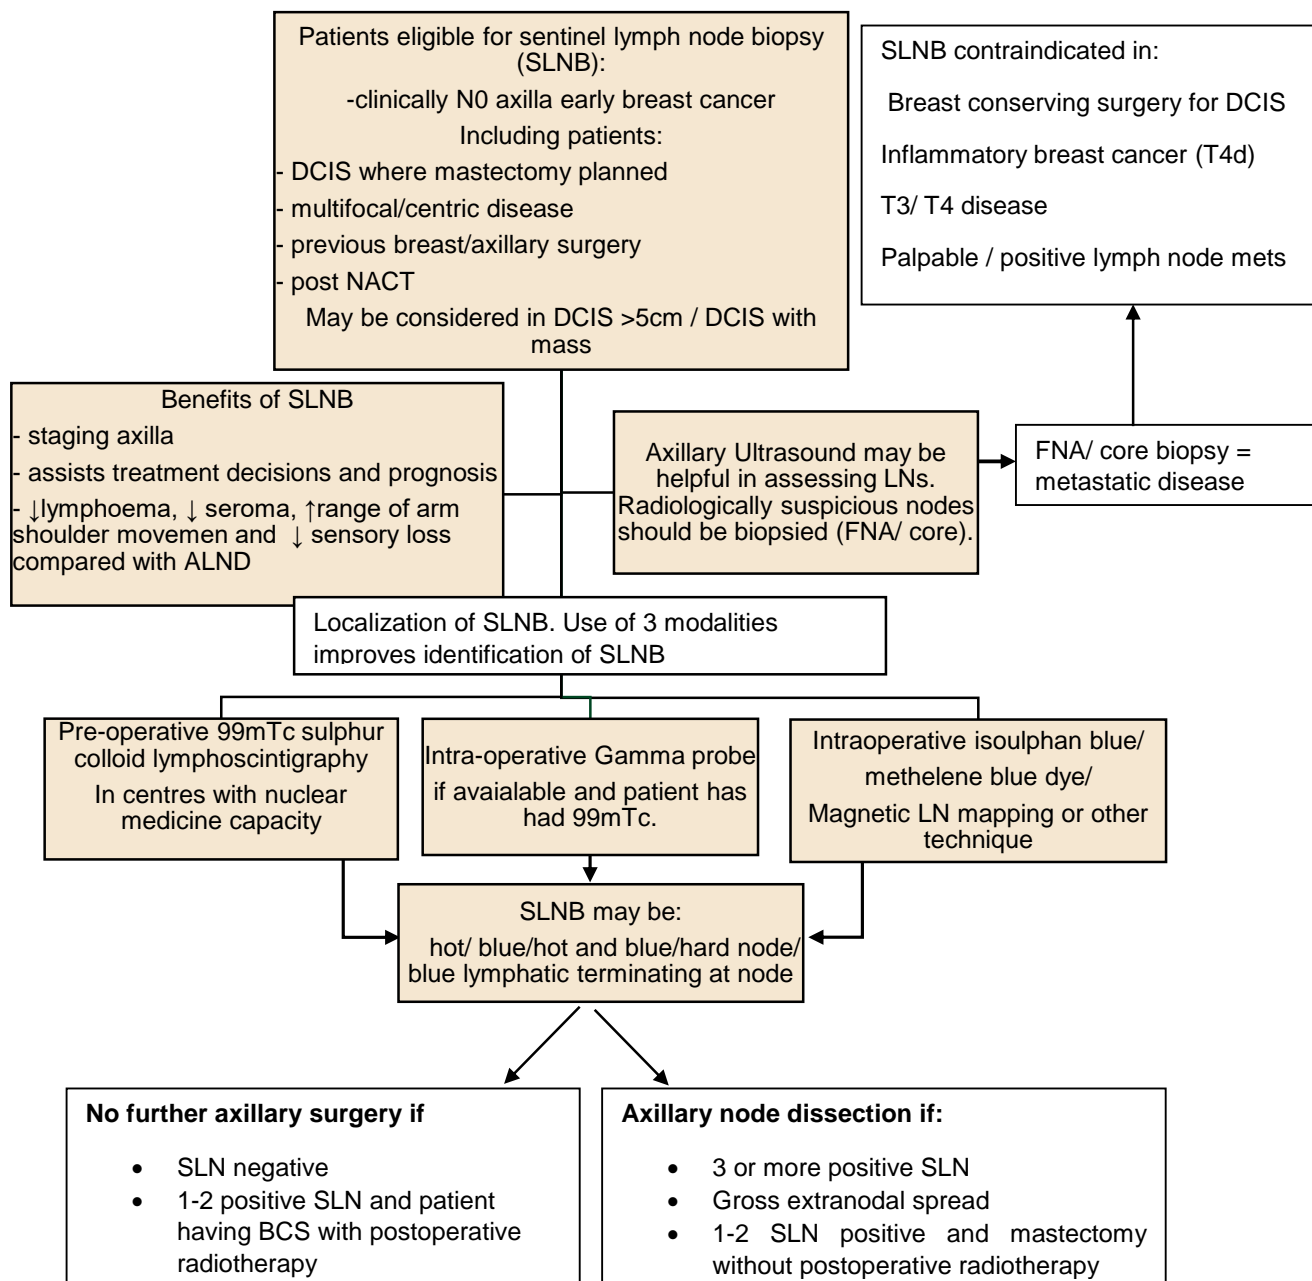 Patients eligible for sentinel lymph node biopsy
(SLNB):
-clinically N0 axilla early breast cancer
Including patients:
- DCIS where mastectomy planned
- multifocal/centric disease
- previous breast/axillary surgery
- post NACT
May be considered in DCIS >5cm / DCIS with
mass
SLNB contraindicated in:
Breast conserving surgery for DCIS
Inflammatory breast cancer (T4d)
T3/ T4 disease
Palpable / positive lymph node mets
Benefits of SLNB
- staging axilla
- assists treatment decisions and prognosis
- ↓lymphoema, ↓ seroma, ↑range of arm
shoulder movemen and ↓ sensory loss
compared with ALND
Axillary Ultrasound may be
helpful in assessing LNs.
Radiologically suspicious nodes
should be biopsied (FNA/ core).
FNA/ core biopsy =
metastatic disease
Localization of SLNB. Use of 3 modalities
improves identification of SLNB
Pre-operative 99mTc sulphur
colloid lymphoscintigraphy
In centres with nuclear
medicine capacity
Intra-operative Gamma probe
if avaialable and patient has
had 99mTc.
Intraoperative isoulphan blue/
methelene blue dye/
Magnetic LN mapping or other
technique
SLNB may be:
hot/ blue/hot and blue/hard node/
blue lymphatic terminating at node
No further axillary surgery if
• SLN negative
• 1-2 positive SLN and patient
having BCS with postoperative
radiotherapy
Axillary node dissection if:
• 3 or more positive SLN
• Gross extranodal spread
• 1-2 SLN positive and mastectomy
without postoperative radiotherapy